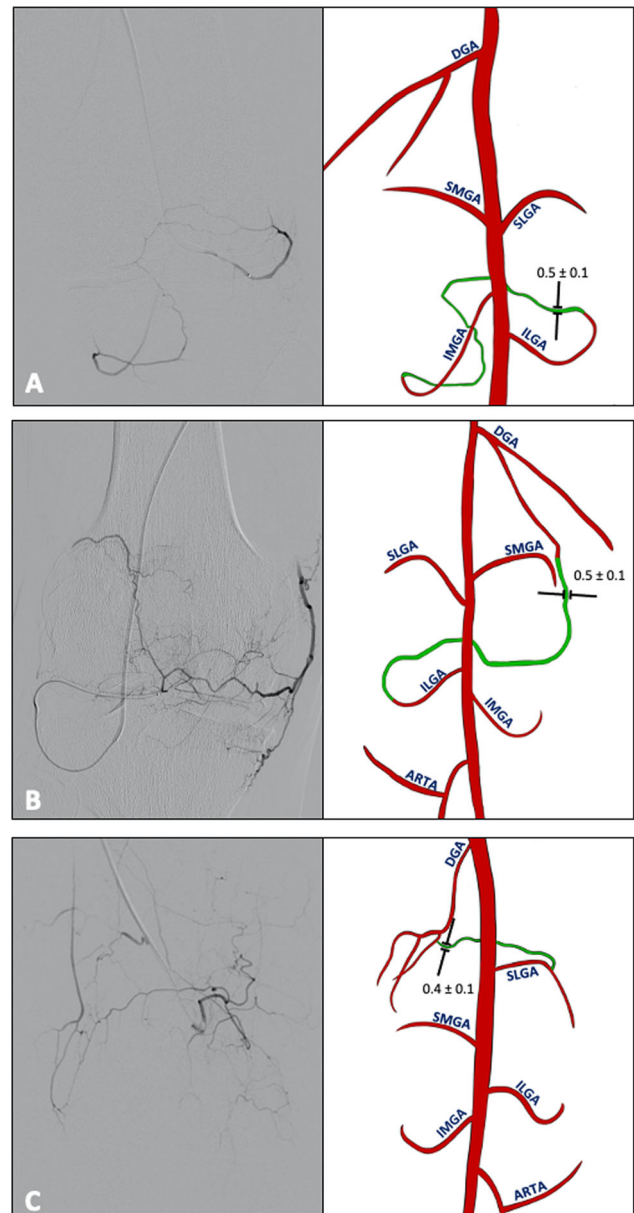 DGA
SMGA
SLGA
0.5 ± 0.1
IMGA
ILGA
A
DGA
SLGA
SMGA
0.5 ± 0.1
ILGA
IMGA
ARTA
B
DGA
SLGA
0.4 ± 0.1
SMGA
ILGA
IMGA
ARTA
C